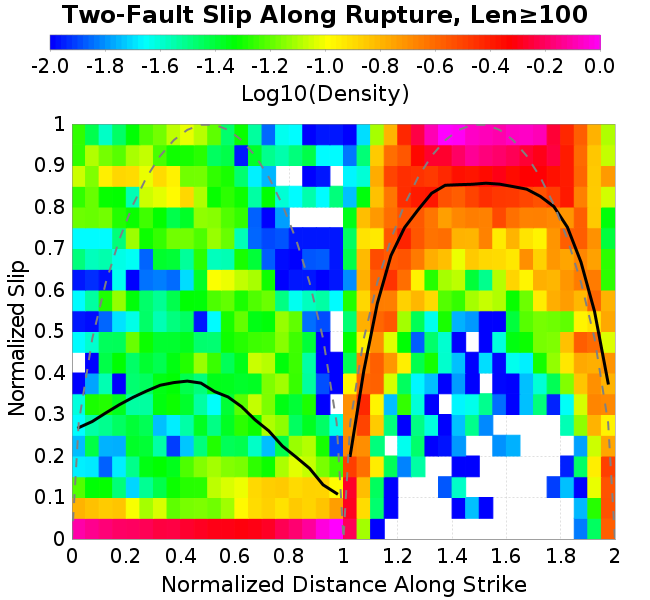 Two-Fault Slip Along Rupture, Len≥100
-2.0 -1.8 -1.6 -1.4 -1.2 -1.0 -0.8 -0.6 -0.4 -0.2 0.0
Log10(Density)
Normalized Slip
1
0.9
0.8
0.7
0.6
0.5
0.4
0.3
0.2
0.1
0
0 0.2 0.4 0.6 0.8 1 1.2 1.4 1.6 1.8 2
Normalized Distance Along Strike